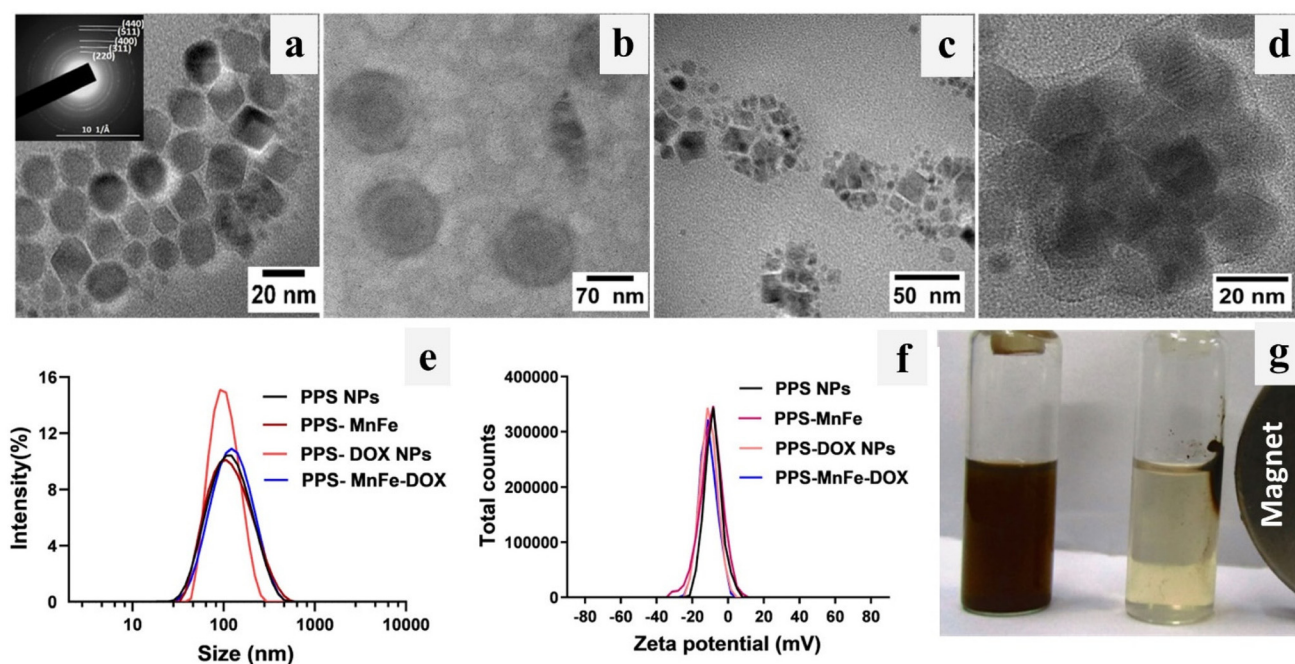 (440)
(511)
(400)
(311)
(220)
10 1/Å
a
20 nm
b
70 nm
c
50 nm
d
20 nm
e
16
12
8
4
0
Intensity(%)
10
100
1000
10000
Size (nm)
PPS NPs
PPS- MnFe
PPS- DOX NPs
PPS- MnFe-DOX
f
400000
300000
200000
100000
0
Total counts
-80
-60
-40
-20
0
20
40
60
80
Zeta potential (mV)
PPS NPs
PPS-MnFe
PPS-DOX NPs
PPS-MnFe-DOX
g
Magnet